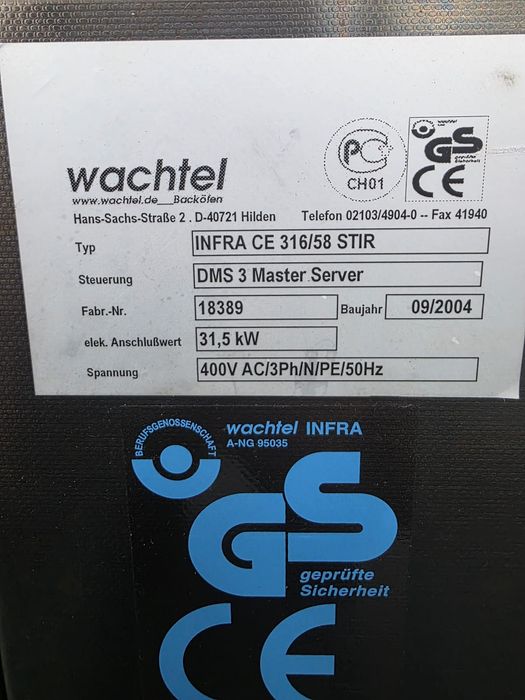 wachtel
www.wachtel.de__Backöfen
Hans-Sachs-Straße 2 . D-40721 Hilden Telefon 02103/4904-0 -- Fax 41940
PC
CH01
wachtel
GS
geprüfte
Sicherheit
CE
Typ INFRA CE 316/58 STIR
Steuerung DMS 3 Master Server
Fabr.-Nr. 18389 Baujahr 09/2004
elek. Anschlußwert 31,5 kW
Spannung 400V AC/3Ph/N/PE/50Hz
BERUFSGENOSSENSCHAFT
wachtel INFRA
A-NG 95035
GS
geprüfte
Sicherheit
CE